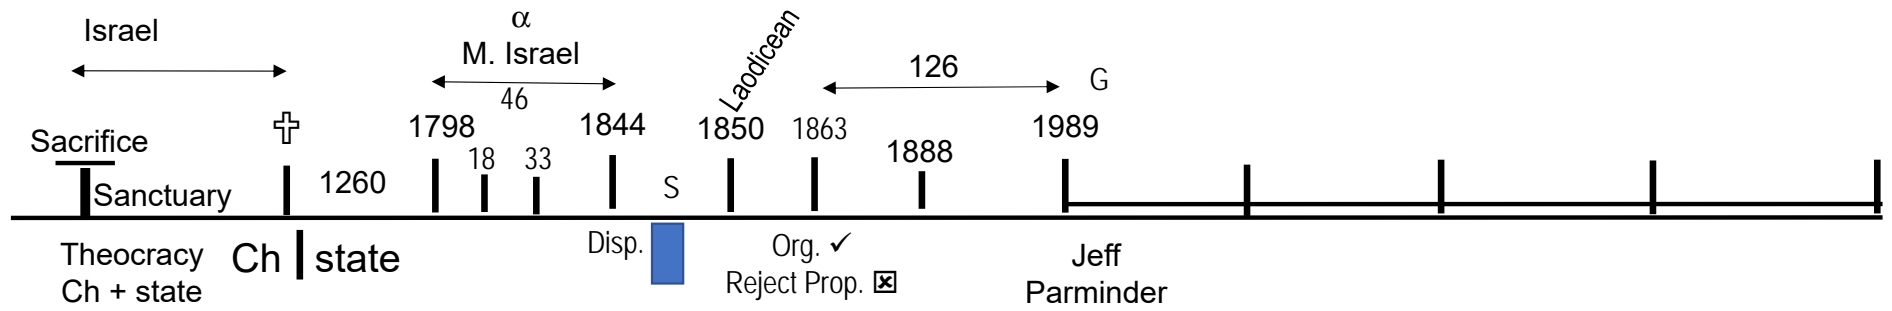 Israel
α
M. Israel
46
Laodicean
126
G
Sacrifice
1798
1844
1850
1863
1989
18
33
1888
Sanctuary
1260
S
Theocracy
Ch + state
Ch | state
Disp.
Org. ✓
Reject Prop. ☒
Jeff
Parminder